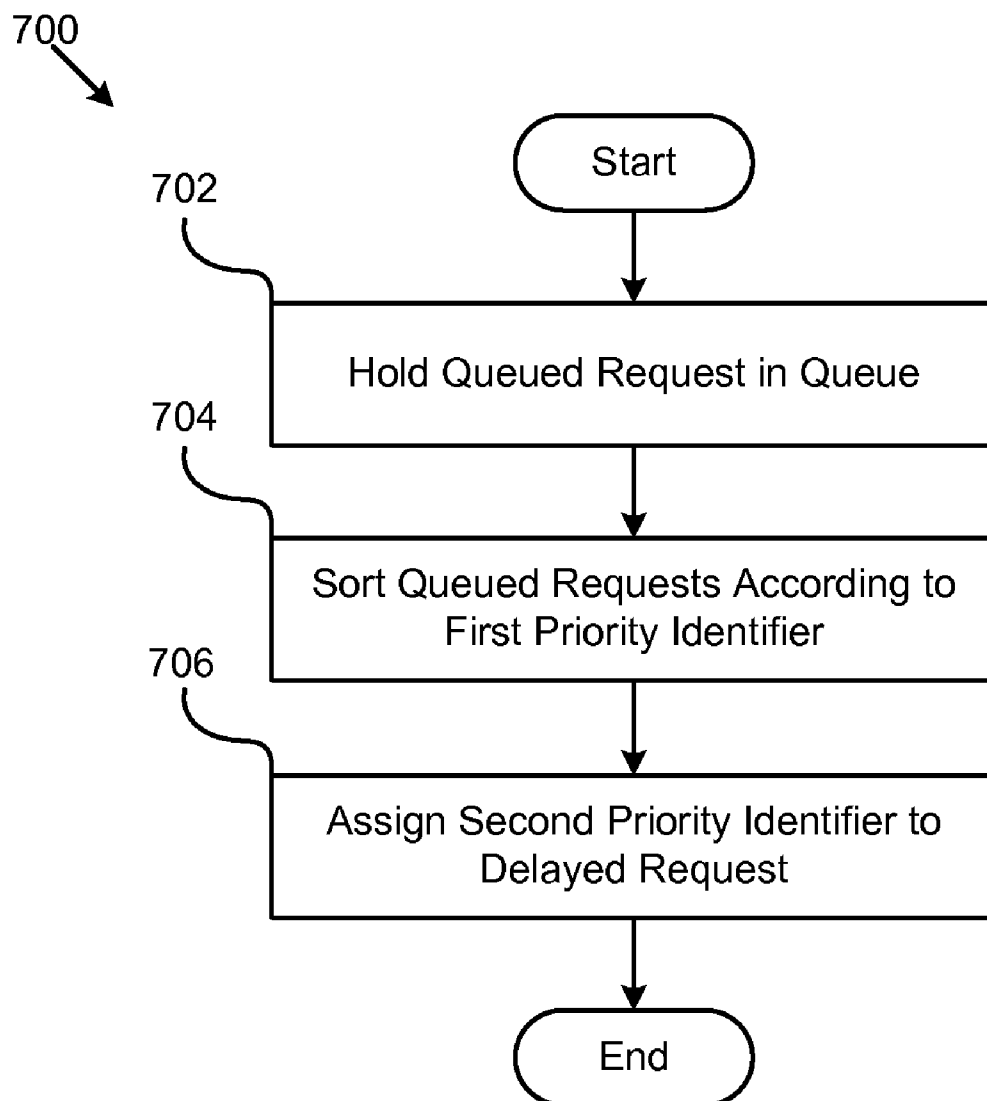 700
Start
702
Hold Queued Request in Queue
704
Sort Queued Requests According to
First Priority Identifier
706
Assign Second Priority Identifier to
Delayed Request
End